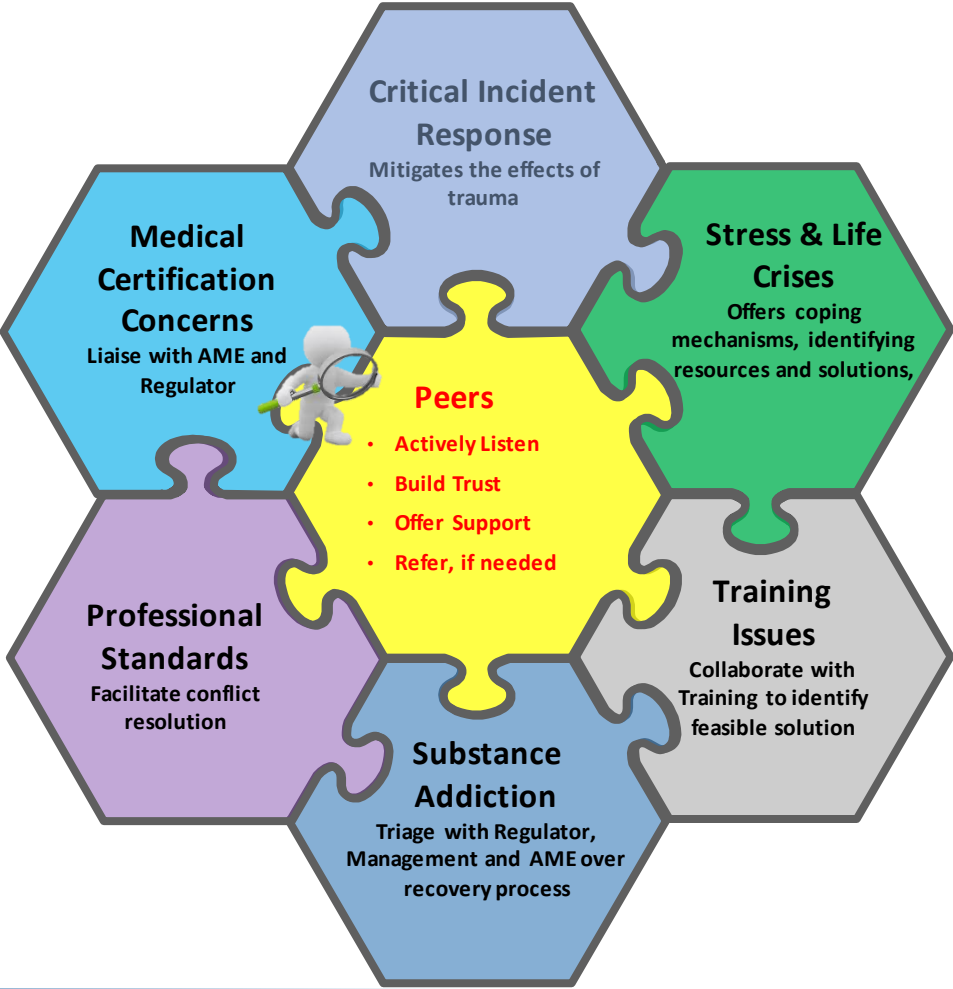 Critical Incident
Response
Mitigates the effects of
trauma
Medical
Certification
Concerns
Liaise with AME and
Regulator
Stress & Life
Crises
Offers coping
mechanisms, identifying
resources and solutions,
Peers
• Actively Listen
• Build Trust
• Offer Support
• Refer, if needed
Professional
Standards
Facilitate conflict
resolution
Training
Issues
Collaborate with
Training to identify
feasible solution
Substance
Addiction
Triage with Regulator,
Management and AME over
recovery process